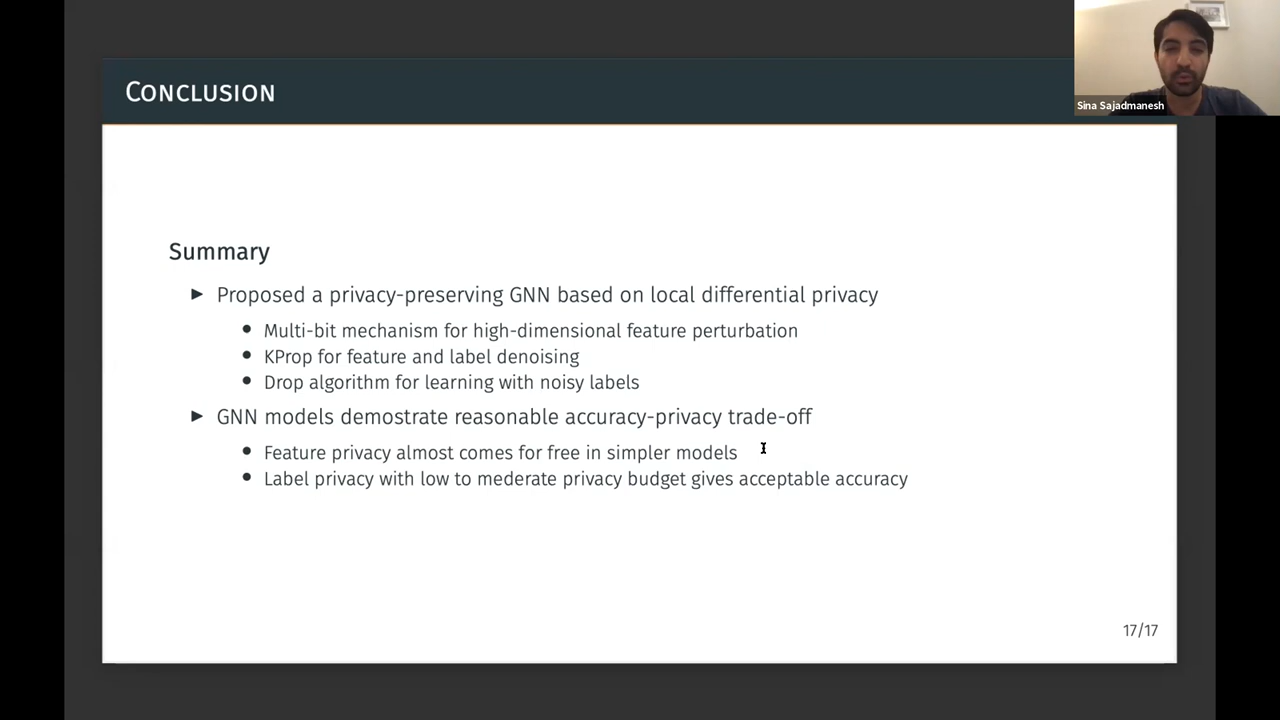 Conclusion
Sina Sajadmanesh
Summary
► Proposed a privacy-preserving GNN based on local differential privacy
• Multi-bit mechanism for high-dimensional feature perturbation
• KProp for feature and label denoising
• Drop algorithm for learning with noisy labels
► GNN models demostrate reasonable accuracy-privacy trade-off
• Feature privacy almost comes for free in simpler models
• Label privacy with low to mederate privacy budget gives acceptable accuracy
17/17